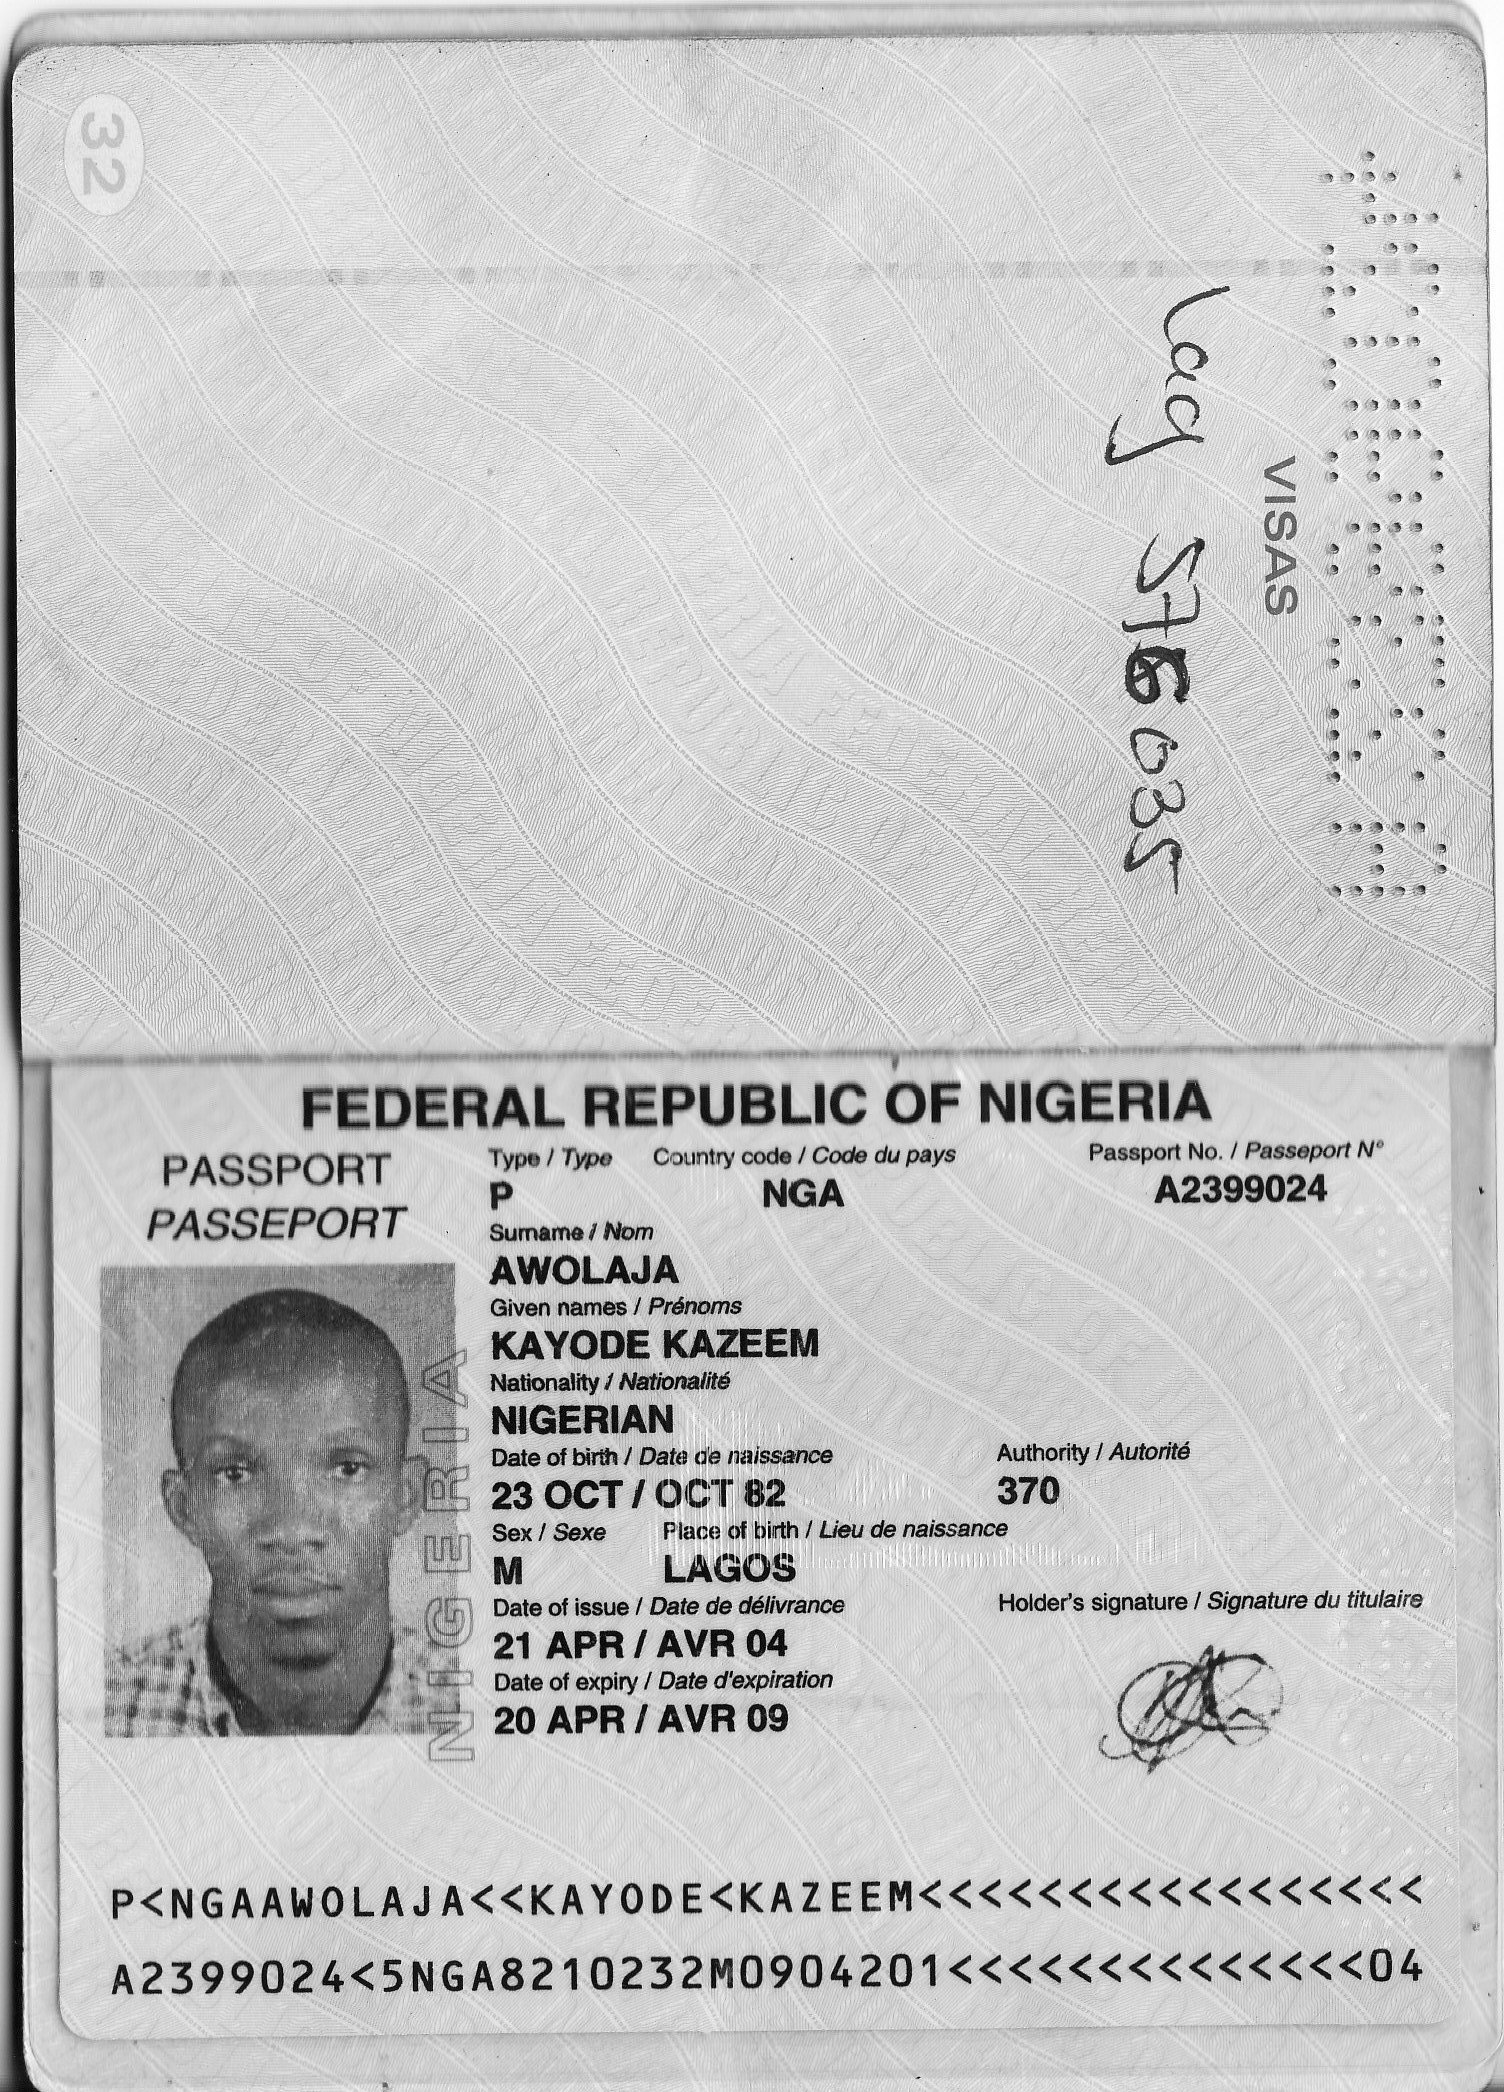 32
VISAS
A2399024
FEDERAL REPUBLIC OF NIGERIA
PASSPORT
PASSEPORT
Type / Type Country code / Code du pays Passport No. / Passeport N°
P NGA A2399024
Surname / Nom
AWOLAJA
Given names / Prénoms
KAYODE KAZEEM
Nationality / Nationalité
NIGERIAN
Date of birth / Date de naissance Authority / Autorité
23 OCT / OCT 82 370
Sex / Sexe Place of birth / Lieu de naissance
M LAGOS
Date of issue / Date de délivrance Holder's signature / Signature du titulaire
21 APR / AVR 04
Date of expiry / Date d'expiration
20 APR / AVR 09
NIGERIA
P<NGAAWOLAJA<<KAYODE<KAZEEM<<<<<<<<<<<<<<<<<
A2399024<5NGA8210232M0904201<<<<<<<<<<<<<<04